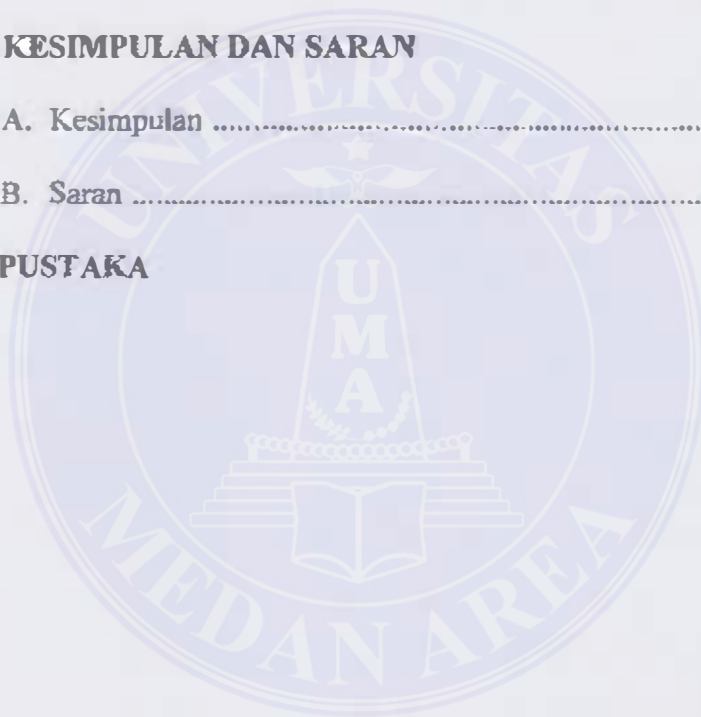 KESIMPULAN DAN SARAN
A. Kesimpulan ........................................................
B. Saran ........................................................
PUSTAKA
UNIVERSITAS
UMA
MEDAN AREA